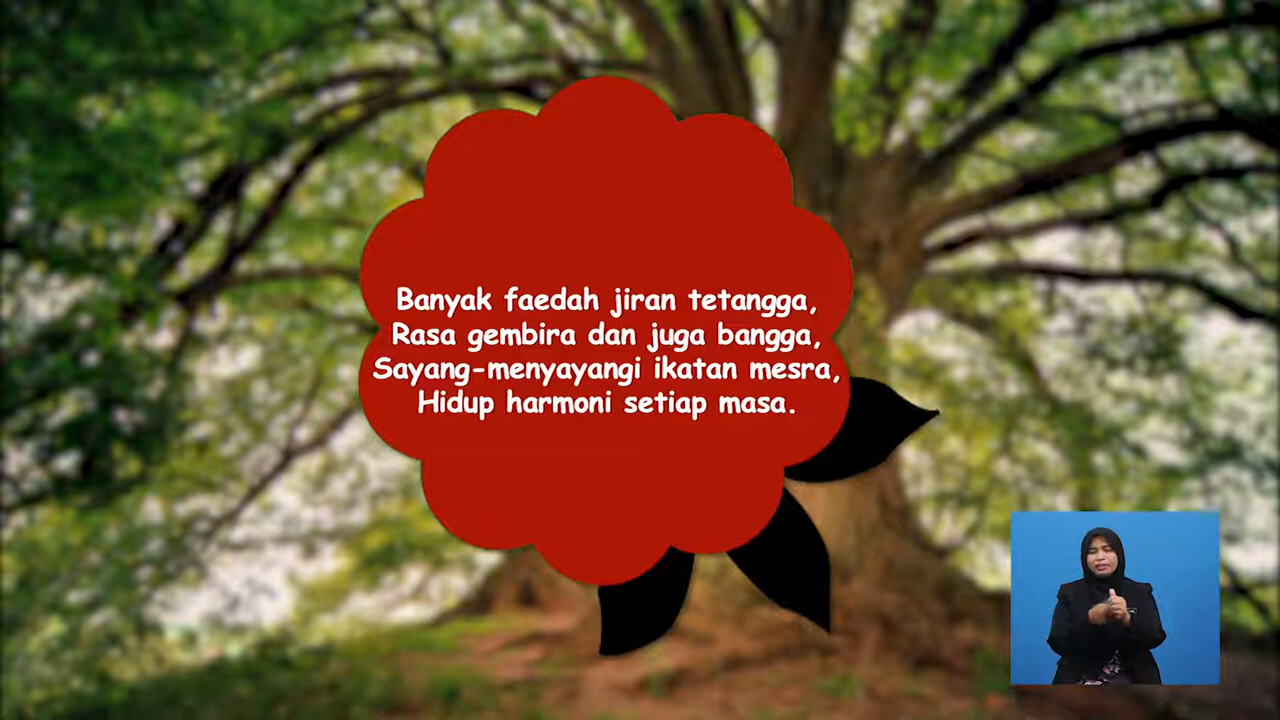 Banyak faedah jiran tetangga,
Rasa gembira dan juga bangga,
Sayang-menyayangi ikatan mesra,
Hidup harmoni setiap masa.